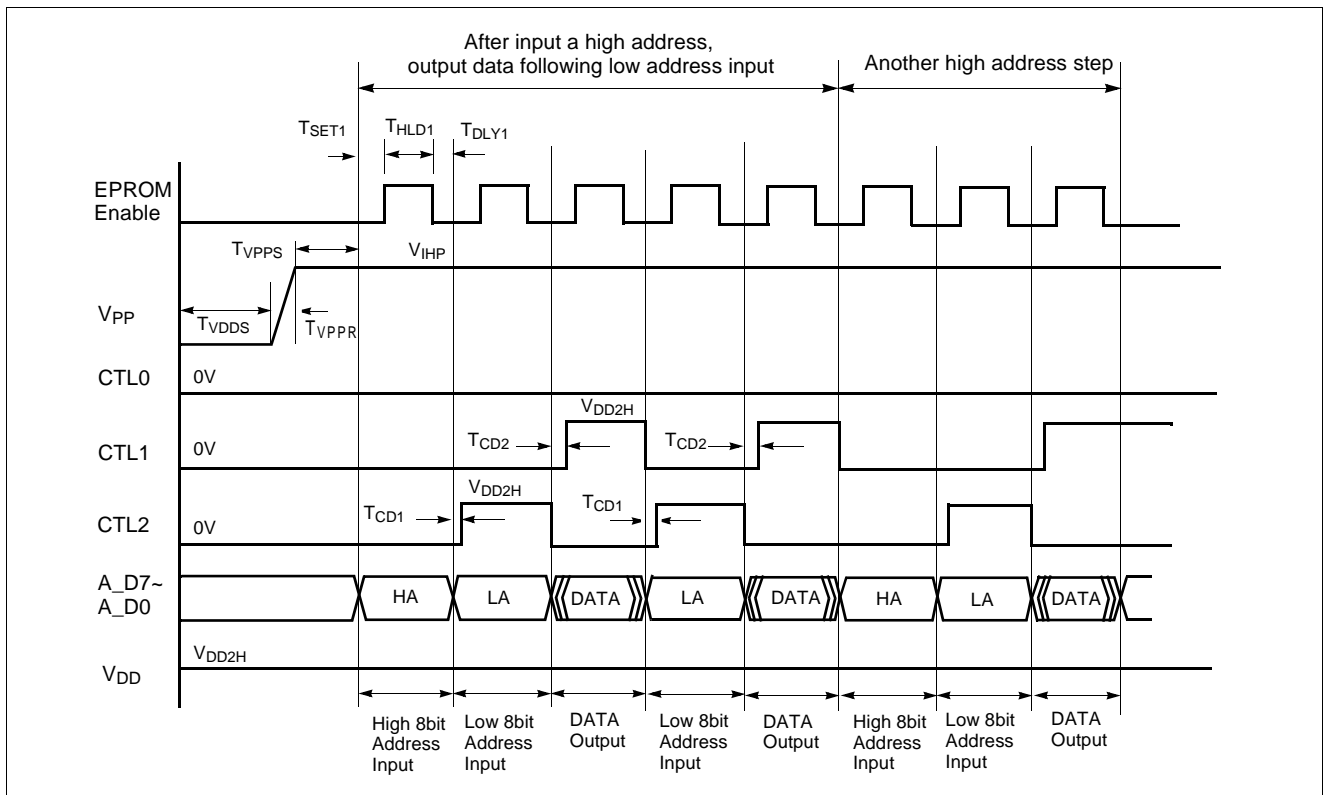 After input a high address,
output data following low address input
Another high address step
TSET1
THLD1
TDLY1
EPROM
Enable
TVPPS
VIHP
VPP
TVDDS
TVPPR
CTL0
0V
VDD2H
CTL1
0V
TCD2
TCD2
VDD2H
CTL2
0V
TCD1
TCD1
A_D7~
A_D0
HA
LA
DATA
LA
DATA
HA
LA
DATA
VDD2H
VDD
High 8bit
Address
Input
Low 8bit
Address
Input
DATA
Output
Low 8bit
Address
Input
DATA
Output
High 8bit
Address
Input
Low 8bit
Address
Input
DATA
Output